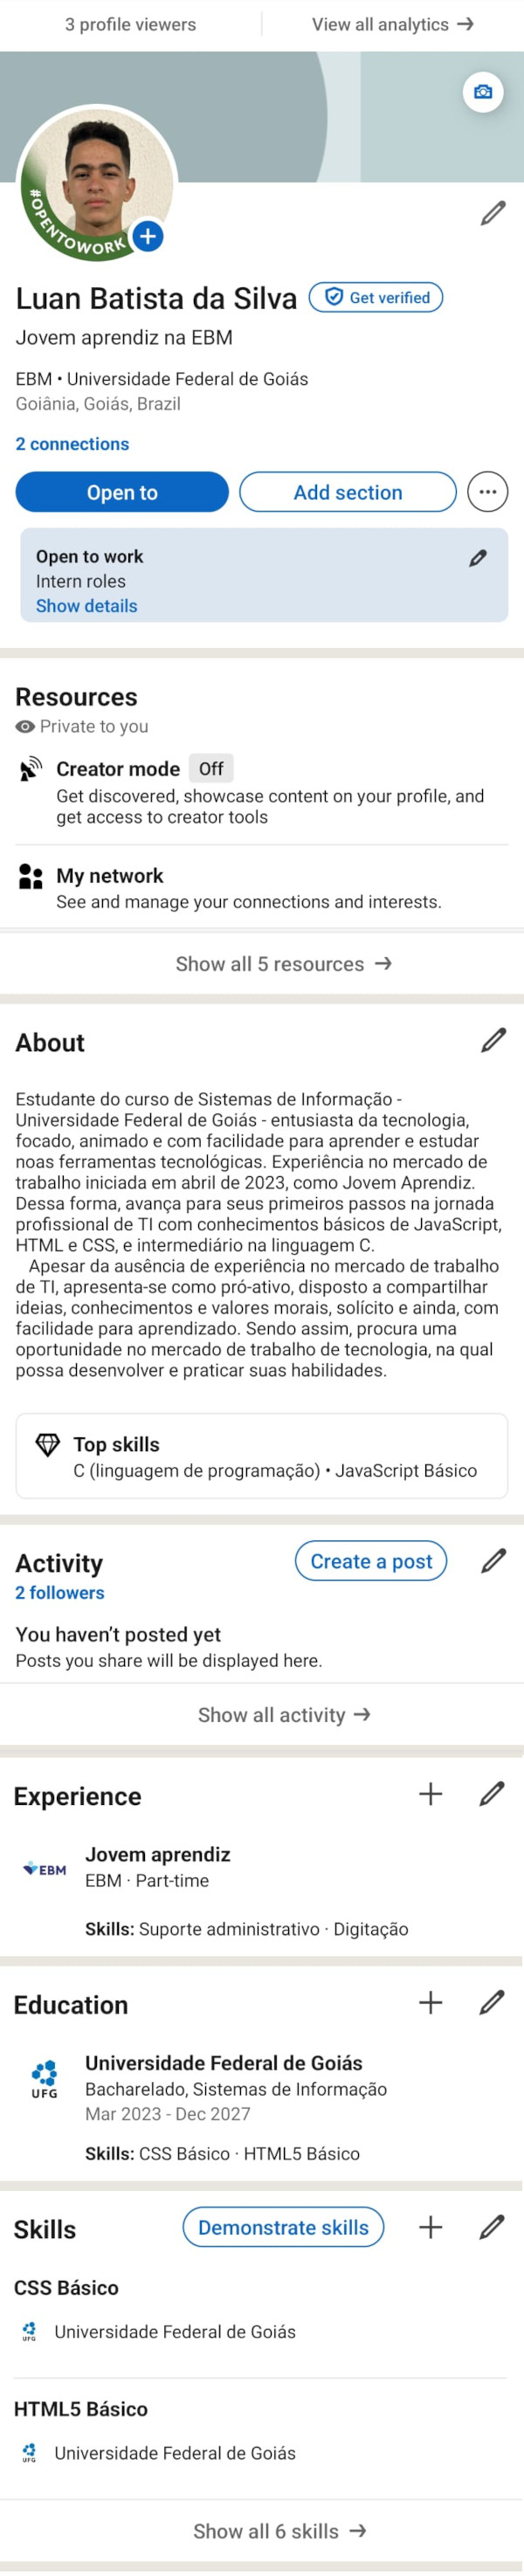 3 profile viewers
View all analytics →
#OPENTOWORK
Luan Batista da Silva
Get verified
Jovem aprendiz na EBM
EBM • Universidade Federal de Goiás
Goiânia, Goiás, Brazil
2 connections
Open to
Add section
Open to work
Intern roles
Show details
Resources
Private to you
Creator mode Off
Get discovered, showcase content on your profile, and
get access to creator tools
My network
See and manage your connections and interests.
Show all 5 resources →
About
Estudante do curso de Sistemas de Informação -
Universidade Federal de Goiás - entusiasta da tecnologia,
focado, animado e com facilidade para aprender e estudar
noas ferramentas tecnológicas. Experiência no mercado de
trabalho iniciada em abril de 2023, como Jovem Aprendiz.
Dessa forma, avança para seus primeiros passos na jornada
profissional de TI com conhecimentos básicos de JavaScript,
HTML e CSS, e intermediário na linguagem C.
Apesar da ausência de experiência no mercado de trabalho
de TI, apresenta-se como pró-ativo, disposto a compartilhar
ideias, conhecimentos e valores morais, solícito e ainda, com
facilidade para aprendizado. Sendo assim, procura uma
oportunidade no mercado de trabalho de tecnologia, na qual
possa desenvolver e praticar suas habilidades.
Top skills
C (linguagem de programação) • JavaScript Básico
Activity
Create a post
2 followers
You haven't posted yet
Posts you share will be displayed here.
Show all activity →
Experience
EBM
Jovem aprendiz
EBM · Part-time
Skills: Suporte administrativo · Digitação
Education
UFG
Universidade Federal de Goiás
Bacharelado, Sistemas de Informação
Mar 2023 - Dec 2027
Skills: CSS Básico · HTML5 Básico
Skills
Demonstrate skills
CSS Básico
UFG
Universidade Federal de Goiás
HTML5 Básico
UFG
Universidade Federal de Goiás
Show all 6 skills →